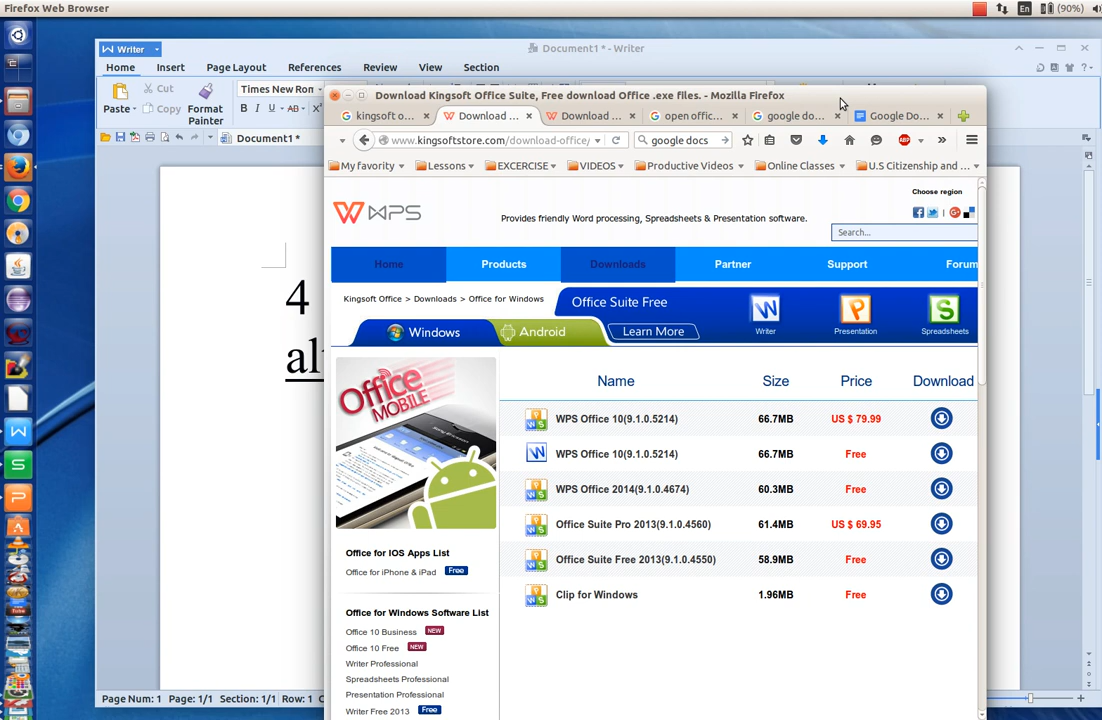 Firefox Web Browser
En
(90%)
Writer
Document1 * - Writer
Home Insert Page Layout References Review View Section
Paste Cut Copy Format Painter
Times New Ron
B I U AB X
Document1 *
4
al
Download Kingsoft Office Suite, Free download Office .exe files. - Mozilla Firefox
kingsoft o... Download ... Download ... open offic... google do... Google Do...
www.kingsoftstore.com/download-office/
google docs
ABP
My favority Lessons EXCERCISE VIDEOS Productive Videos Online Classes U.S Citizenship and ...
Choose region
WPS
Provides friendly Word processing, Spreadsheets & Presentation software.
Search...
Home Products Downloads Partner Support Forum
Kingsoft Office > Downloads > Office for Windows
Office Suite Free
Writer Presentation Spreadsheets
Windows Android Learn More
Office MOBILE
Name Size Price Download
WPS Office 10(9.1.0.5214) 66.7MB US $ 79.99
WPS Office 10(9.1.0.5214) 66.7MB Free
WPS Office 2014(9.1.0.4674) 60.3MB Free
Office Suite Pro 2013(9.1.0.4560) 61.4MB US $ 69.95
Office Suite Free 2013(9.1.0.4550) 58.9MB Free
Clip for Windows 1.96MB Free
Office for IOS Apps List
Office for iPhone & iPad Free
Office for Windows Software List
Office 10 Business NEW
Office 10 Free NEW
Writer Professional
Spreadsheets Professional
Presentation Professional
Writer Free 2013 Free
Page Num: 1 Page: 1/1 Section: 1/1 Row: 1 C